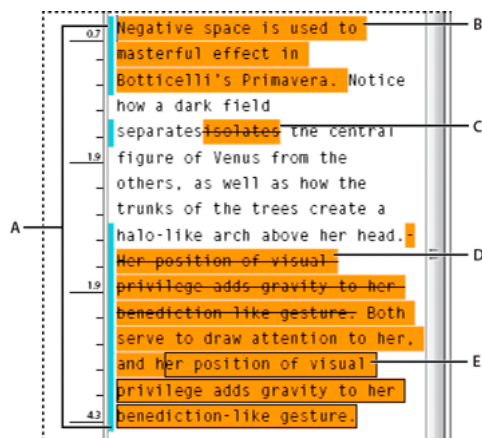 Negative space is used to
masterful effect in
Botticelli's Primavera. Notice
how a dark field
separatesisolates the central
figure of Venus from the
others, as well as how the
trunks of the trees create a
halo-like arch above her head.-
Her position of visual
privilege adds gravity to her
benediction like gesture. Both
serve to draw attention to her,
and her position of visual
privilege adds gravity to her
benediction-like gesture.
0.7
1.9
1.9
4.3
A
B
C
D
E